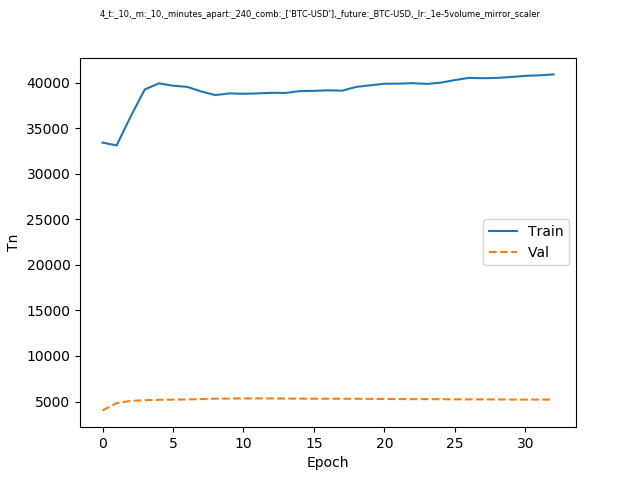 4_t:_10,_m:_10,_minutes_apart:_240_comb:_['BTC-USD'],_future:_BTC-USD,_lr:_1e-5volume_mirror_scaler
40000
35000
30000
25000
20000
15000
10000
5000
Tn
Train
Val
0 5 10 15 20 25 30
Epoch